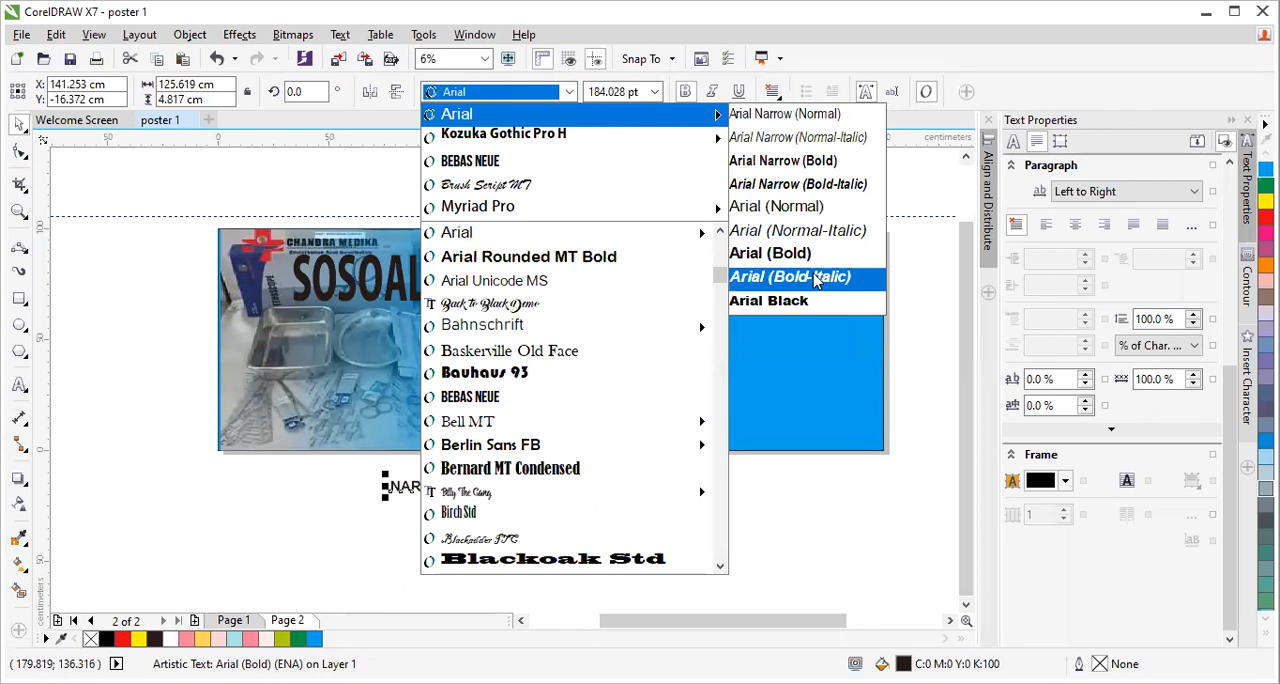 CorelDRAW X7 - poster 1
File Edit View Layout Object Effects Bitmaps Text Table Tools Window Help
6% Snap To
X: 141.253 cm 125.619 cm 0.0 ° Arial 184.028 pt
Y: -16.372 cm 4.817 cm
Welcome Screen poster 1
50 0 50 centimeters
100
50
0
50
CHANDRA MEDIKA
SOSOAL
NAR
Arial
Kozuka Gothic Pro H
BEBAS NEUE
Brush Script MT
Myriad Pro
Arial
Arial Rounded MT Bold
Arial Unicode MS
Back to Black Demo
Bahnschrift
Baskerville Old Face
Bauhaus 93
BEBAS NEUE
Bell MT
Berlin Sans FB
Bernard MT Condensed
Billy The Gang
Birch Std
Blackadder ITC
Blackoak Std
Arial Narrow (Normal)
Arial Narrow (Normal-Italic)
Arial Narrow (Bold)
Arial Narrow (Bold-Italic)
Arial (Normal)
Arial (Normal-Italic)
Arial (Bold)
Arial (Bold-Italic)
Arial Black
Align and Distribute
Text Properties
Paragraph
Left to Right
100.0 %
% of Char. ...
0.0 % 100.0 %
0.0 %
Frame
1
Text Properties
Contour
Insert Character
2 of 2 Page 1 Page 2
(179.819; 136.316 ) Artistic Text: Arial (Bold) (ENA) on Layer 1 C:0 M:0 Y:0 K:100 None